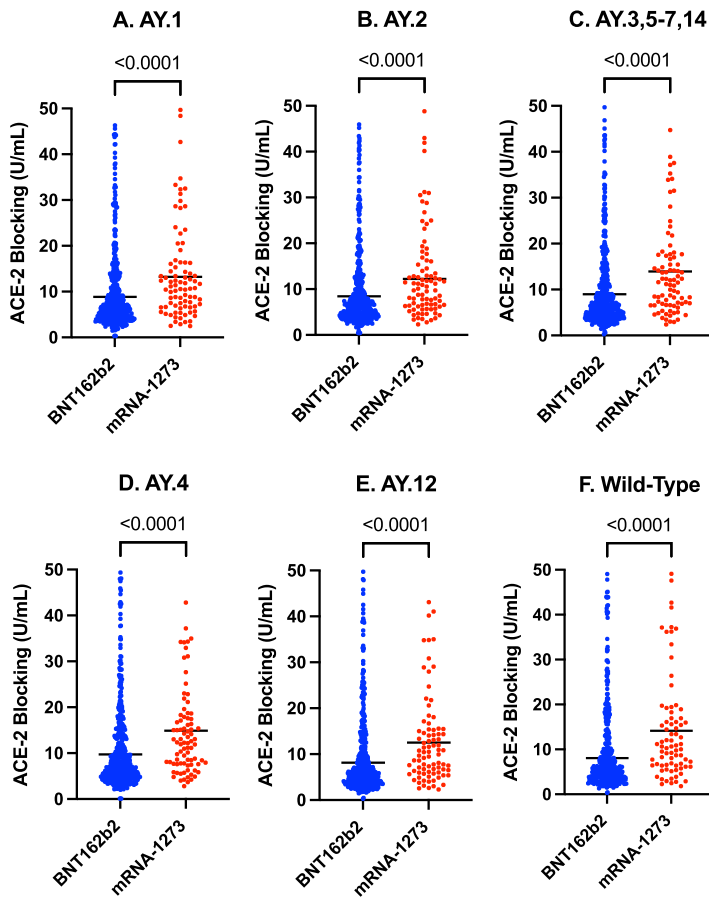 A. AY.1
<0.0001
ACE-2 Blocking (U/mL)
50
40
30
20
10
0
BNT162b2
mRNA-1273
B. AY.2
<0.0001
ACE-2 Blocking (U/mL)
50
40
30
20
10
0
BNT162b2
mRNA-1273
C. AY.3,5-7,14
<0.0001
ACE-2 Blocking (U/mL)
50
40
30
20
10
0
BNT162b2
mRNA-1273
D. AY.4
<0.0001
ACE-2 Blocking (U/mL)
50
40
30
20
10
0
BNT162b2
mRNA-1273
E. AY.12
<0.0001
ACE-2 Blocking (U/mL)
50
40
30
20
10
0
BNT162b2
mRNA-1273
F. Wild-Type
<0.0001
ACE-2 Blocking (U/mL)
50
40
30
20
10
0
BNT162b2
mRNA-1273